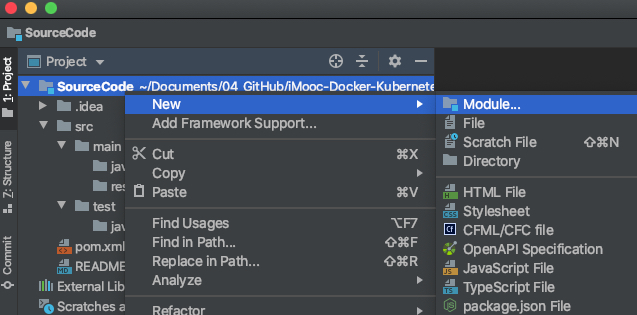 SourceCode
1: Project
Z: Structure
Commit
Project
SourceCode ~/Documents/04 GitHub/iMooc-Docker-Kubernete
.idea
src
main
jav
res
test
jav
pom.xml
README
External Lib
Scratches a
New
Add Framework Support...
Cut ⌘X
Copy
Paste ⌘V
Find Usages ⌥F7
Find in Path... ⇧⌘F
Replace in Path... ⇧⌘R
Analyze
Refactor
Module...
File
Scratch File ⇧⌘N
Directory
HTML File
Stylesheet
CFML/CFC file
OpenAPI Specification
JavaScript File
TypeScript File
package.json File